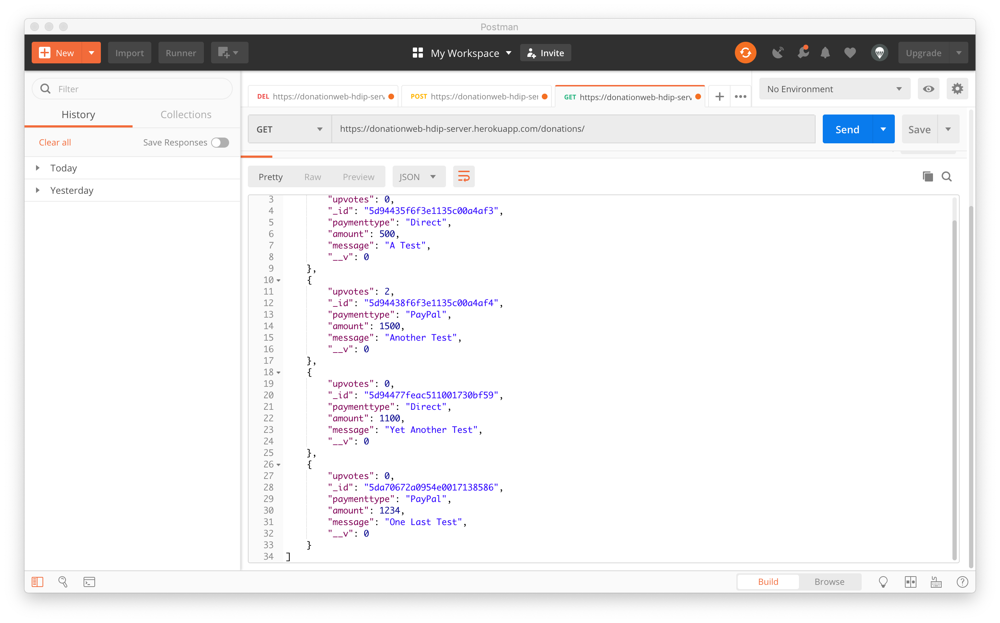 Postman
New
Import
Runner
My Workspace
Invite
Upgrade
Filter
History
Collections
Clear all
Save Responses
Today
Yesterday
DEL https://donationweb-hdip-serv
POST https://donationweb-hdip-ser
GET https://donationweb-hdip-serv
No Environment
GET
https://donationweb-hdip-server.herokuapp.com/donations/
Send
Save
Pretty
Raw
Preview
JSON
3 "upvotes": 0,
4 "_id": "5d94435f6f3e1135c00a4af3",
5 "paymenttype": "Direct",
6 "amount": 500,
7 "message": "A Test",
8 "__v": 0
9 },
10 {
11 "upvotes": 2,
12 "_id": "5d94438f6f3e1135c00a4af4",
13 "paymenttype": "PayPal",
14 "amount": 1500,
15 "message": "Another Test",
16 "__v": 0
17 },
18 {
19 "upvotes": 0,
20 "_id": "5d94477feac511001730bf59",
21 "paymenttype": "Direct",
22 "amount": 1100,
23 "message": "Yet Another Test",
24 "__v": 0
25 },
26 {
27 "upvotes": 0,
28 "_id": "5da70672a0954e0017138586",
29 "paymenttype": "PayPal",
30 "amount": 1234,
31 "message": "One Last Test",
32 "__v": 0
33 }
34 ]
Build
Browse